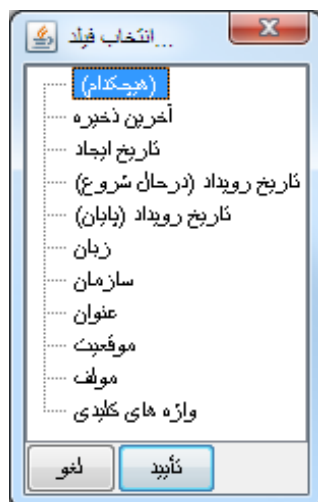 انتخاب فیلد...
(هیچکدام)
آخرین ذخیره
تاریخ ایجاد
تاریخ رویداد (درحال شروع)
تاریخ رویداد (پایان)
زبان
سازمان
عنوان
موقعیت
مولف
واژه های کلیدی
تأیید
لغو